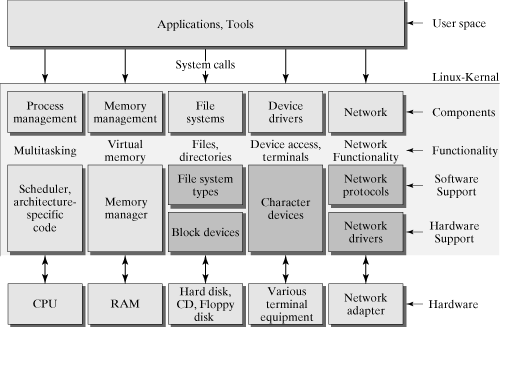 Applications, Tools
User space
System calls
Linux-Kernal
Process
management
Memory
management
File
systems
Device
drivers
Network
Components
Multitasking
Virtual
memory
Files,
directories
Device access,
terminals
Network
Functionality
Functionality
Scheduler,
architecture-
specific
code
Memory
manager
File system
types
Block devices
Character
devices
Network
protocols
Network
drivers
Software
Support
Hardware
Support
CPU
RAM
Hard disk,
CD, Floppy
disk
Various
terminal
equipment
Network
adapter
Hardware